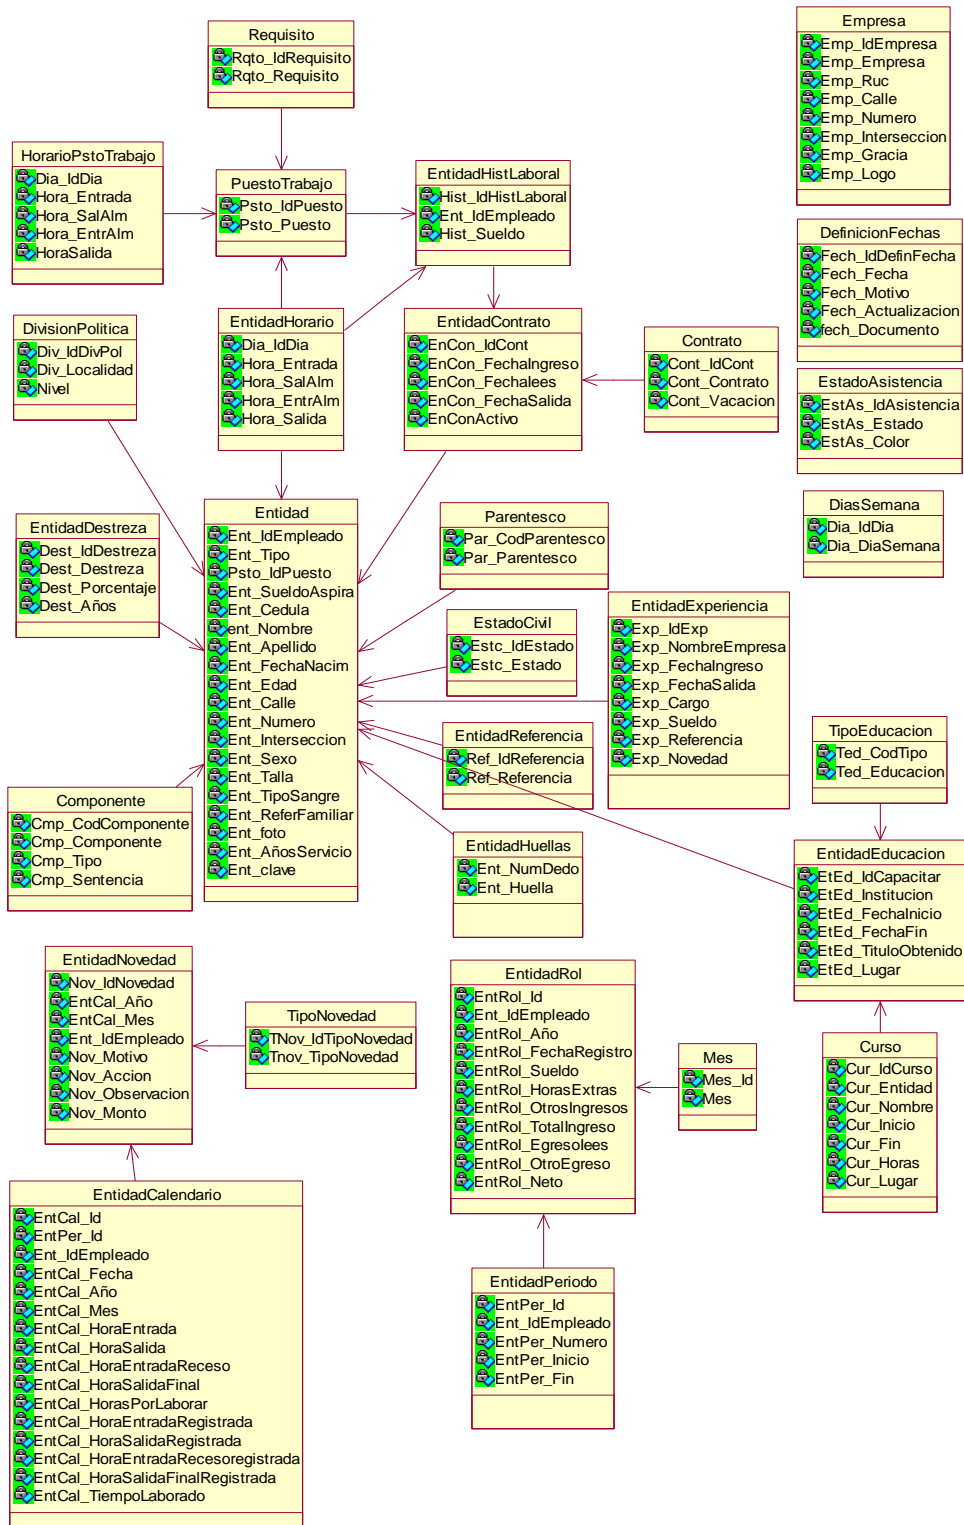 Requisito
Rqto_IdRequisito
Rqto_Requisito
Empresa
Emp_IdEmpresa
Emp_Empresa
Emp_Ruc
Emp_Calle
Emp_Numero
Emp_Interseccion
Emp_Gracia
Emp_Logo
HorarioPstoTrabajo
Dia_IdDia
Hora_Entrada
Hora_SalAlm
Hora_EntrAlm
HoraSalida
PuestoTrabajo
Psto_IdPuesto
Psto_Puesto
EntidadHistLaboral
Hist_IdHistLaboral
Ent_IdEmpleado
Hist_Sueldo
DefinicionFechas
Fech_IdDefinFecha
Fech_Fecha
Fech_Motivo
Fech_Actualizacion
fech_Documento
DivisionPolitica
Div_IdDivPol
Div_Localidad
Nivel
EntidadHorario
Dia_IdDia
Hora_Entrada
Hora_SalAlm
Hora_EntrAlm
Hora_Salida
EntidadContrato
EnCon_IdCont
EnCon_FechaIngreso
EnCon_FechaIees
EnCon_FechaSalida
EnConActivo
Contrato
Cont_IdCont
Cont_Contrato
Cont_Vacacion
EstadoAsistencia
EstAs_IdAsistencia
EstAs_Estado
EstAs_Color
DiasSemana
Dia_IdDia
Dia_DiaSemana
EntidadDestreza
Dest_IdDestreza
Dest_Destreza
Dest_Porcentaje
Dest_Años
Entidad
Ent_IdEmpleado
Ent_Tipo
Psto_IdPuesto
Ent_SueldoAspira
Ent_Cedula
ent_Nombre
Ent_Apellido
Ent_FechaNacim
Ent_Edad
Ent_Calle
Ent_Numero
Ent_Interseccion
Ent_Sexo
Ent_Talla
Ent_TipoSangre
Ent_ReferFamiliar
Ent_foto
Ent_AñosServicio
Ent_clave
Parentesco
Par_CodParentesco
Par_Parentesco
EstadoCivil
Estc_IdEstado
Estc_Estado
EntidadExperiencia
Exp_IdExp
Exp_NombreEmpresa
Exp_FechaIngreso
Exp_FechaSalida
Exp_Cargo
Exp_Sueldo
Exp_Referencia
Exp_Novedad
EntidadReferencia
Ref_IdReferencia
Ref_Referencia
TipoEducacion
Ted_CodTipo
Ted_Educacion
Componente
Cmp_CodComponente
Cmp_Componente
Cmp_Tipo
Cmp_Sentencia
EntidadHuellas
Ent_NumDedo
Ent_Huella
EntidadEducacion
EtEd_IdCapacitar
EtEd_Institucion
EtEd_FechaInicio
EtEd_FechaFin
EtEd_TituloObtenido
EtEd_Lugar
EntidadNovedad
Nov_IdNovedad
EntCal_Año
EntCal_Mes
Ent_IdEmpleado
Nov_Motivo
Nov_Accion
Nov_Observacion
Nov_Monto
TipoNovedad
TNov_IdTipoNovedad
Tnov_TipoNovedad
EntidadRol
EntRol_Id
Ent_IdEmpleado
EntRol_Año
EntRol_FechaRegistro
EntRol_Sueldo
EntRol_HorasExtras
EntRol_OtrosIngresos
EntRol_TotalIngreso
EntRol_EgresoIees
EntRol_OtroEgreso
EntRol_Neto
Mes
Mes_Id
Mes
Curso
Cur_IdCurso
Cur_Entidad
Cur_Nombre
Cur_Inicio
Cur_Fin
Cur_Horas
Cur_Lugar
EntidadCalendario
EntCal_Id
EntPer_Id
Ent_IdEmpleado
EntCal_Fecha
EntCal_Año
EntCal_Mes
EntCal_HoraEntrada
EntCal_HoraSalida
EntCal_HoraEntradaReceso
EntCal_HoraSalidaFinal
EntCal_HorasPorLaborar
EntCal_HoraEntradaRegistrada
EntCal_HoraSalidaRegistrada
EntCal_HoraEntradaRecesoregistrada
EntCal_HoraSalidaFinalRegistrada
EntCal_TiempoLaborado
EntidadPeriodo
EntPer_Id
Ent_IdEmpleado
EntPer_Numero
EntPer_Inicio
EntPer_Fin